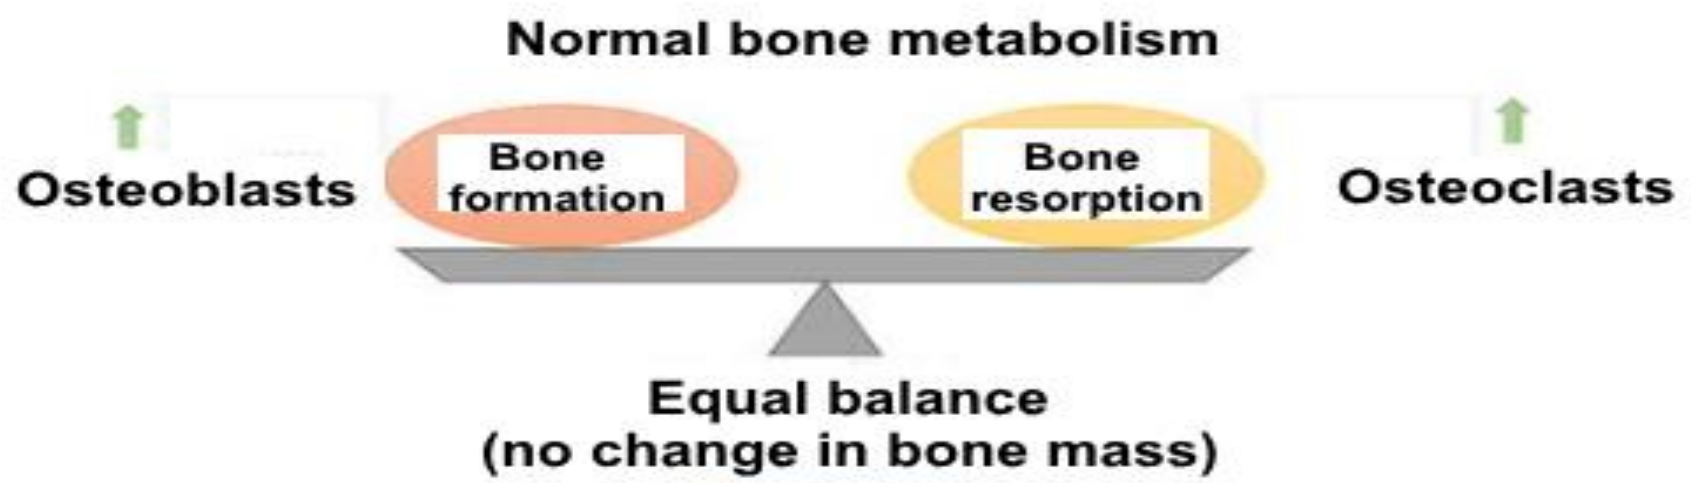 Normal bone metabolism
Osteoblasts
Bone
formation
Bone
resorption
Osteoclasts
Equal balance
(no change in bone mass)